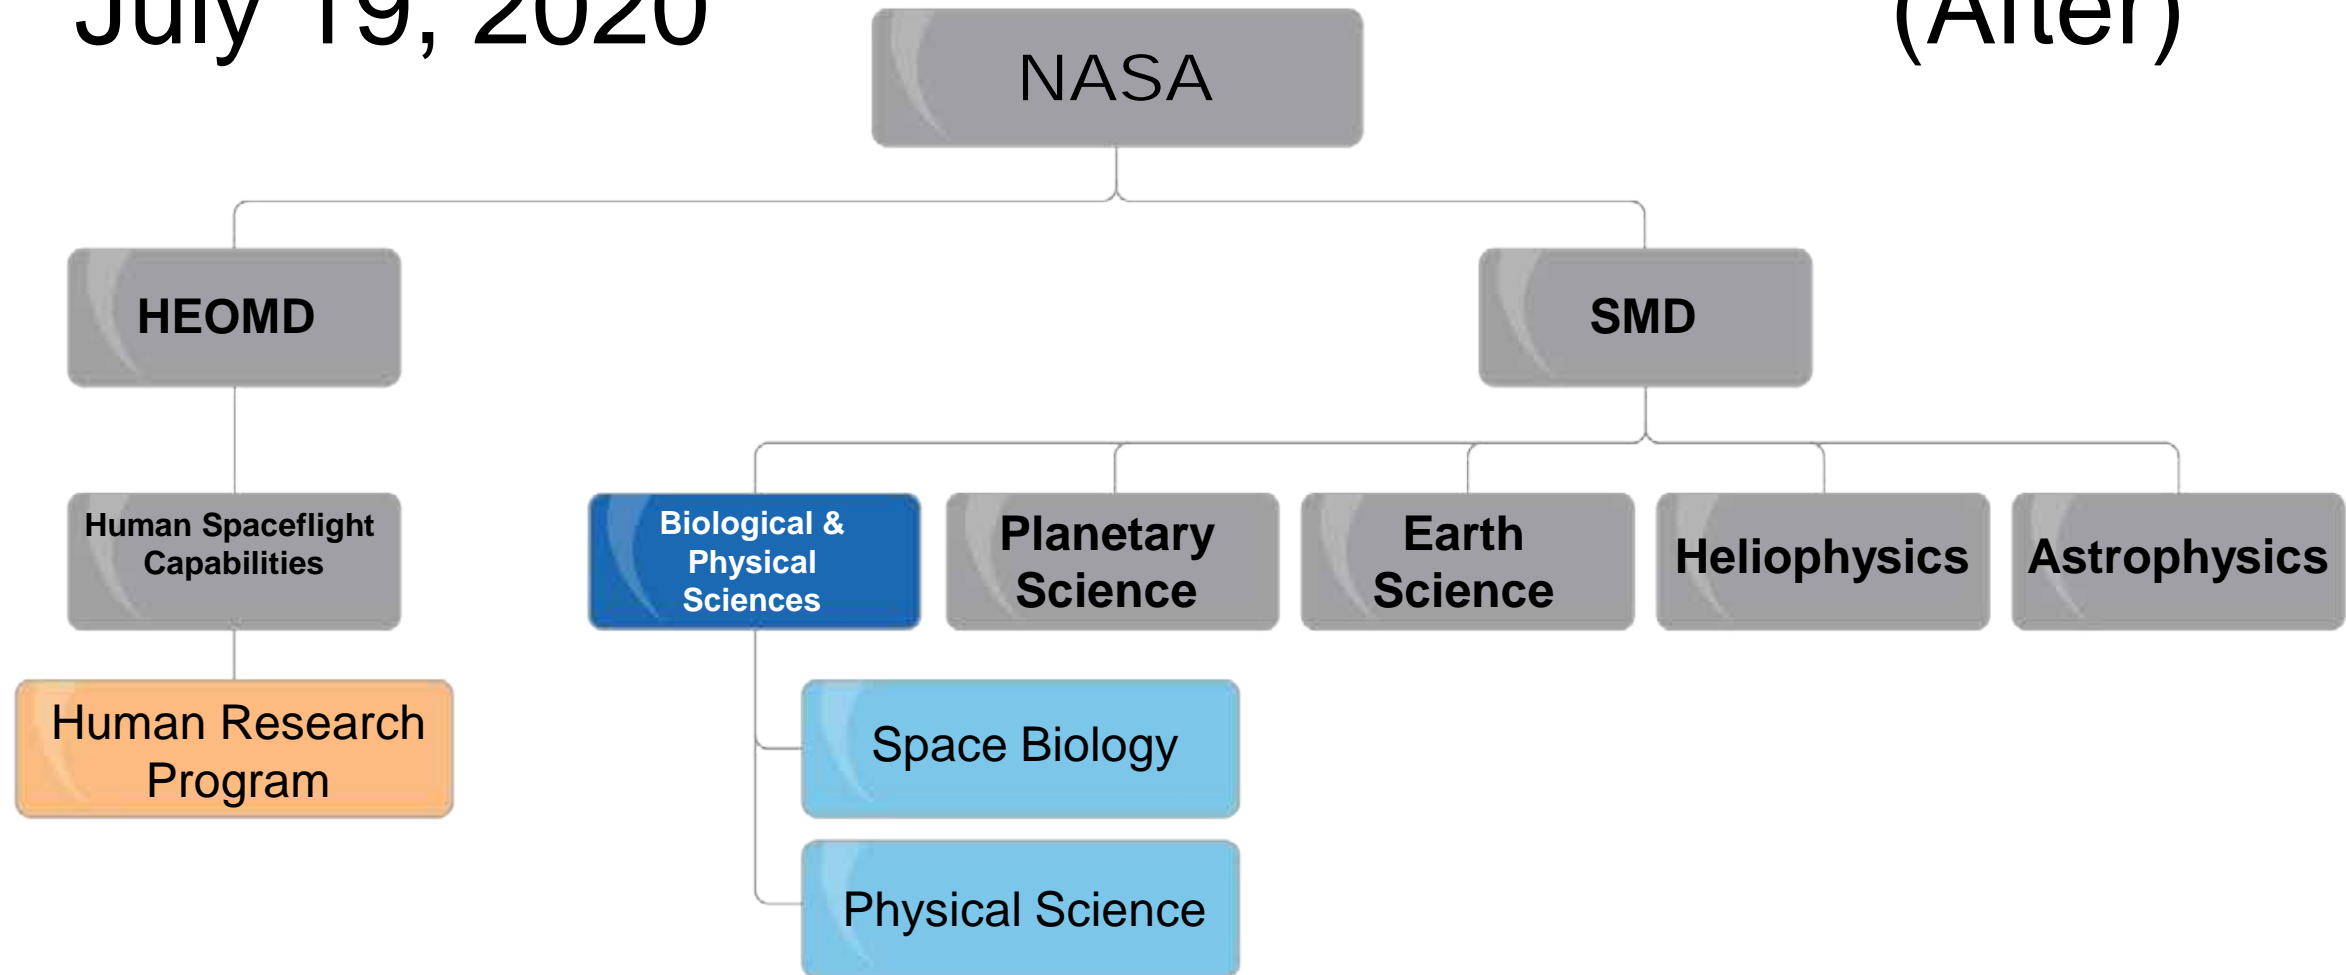 July 19, 2020
(After)
NASA
HEOMD
SMD
Human Spaceflight
Capabilities
Biological &
Physical
Sciences
Planetary
Science
Earth
Science
Heliophysics
Astrophysics
Human Research
Program
Space Biology
Physical Science